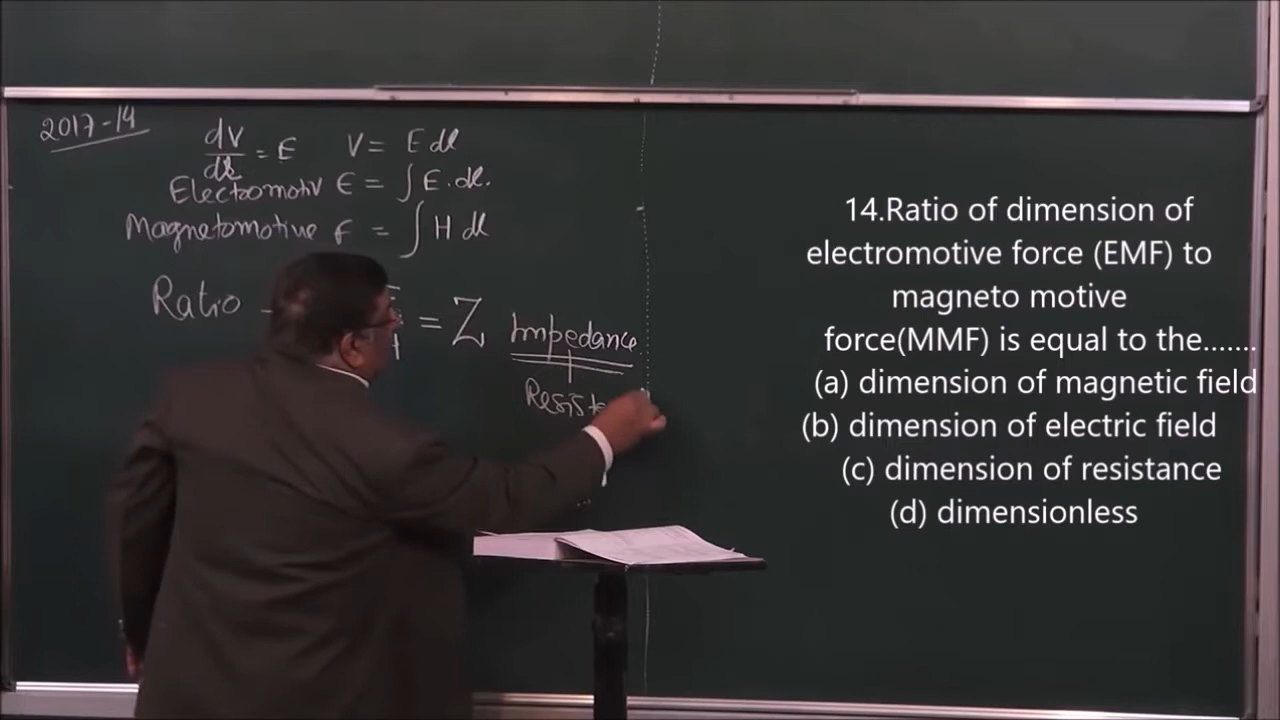 2017-14
dV/dl = E V = E dl
Electromotiv E = ∫E.dl.
Magnetomotive F = ∫H dl
Ratio = Z Impedance
Resist
14.Ratio of dimension of
electromotive force (EMF) to
magneto motive
force(MMF) is equal to the.......
(a) dimension of magnetic field
(b) dimension of electric field
(c) dimension of resistance
(d) dimensionless